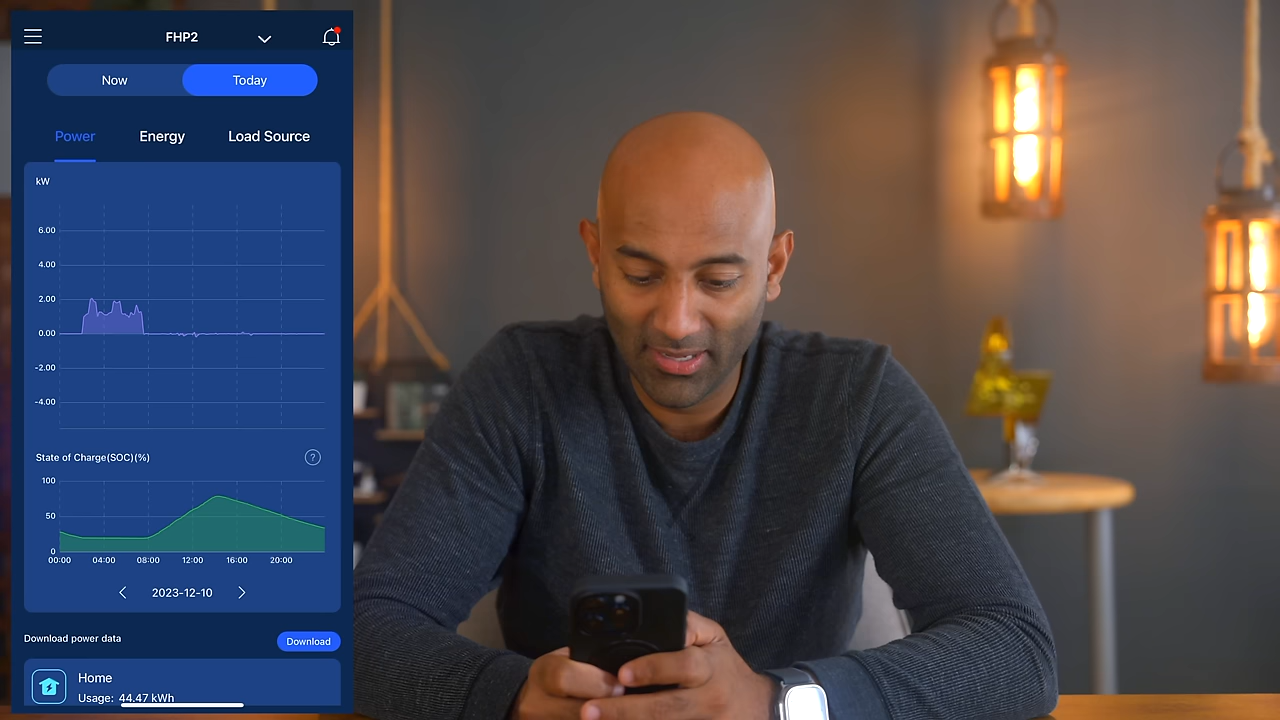 FHP2
Now Today
Power Energy Load Source
kW
6.00
4.00
2.00
0.00
-2.00
-4.00
State of Charge(SOC)(%) ?
100
50
0
00:00 04:00 08:00 12:00 16:00 20:00
2023-12-10
Download power data Download
Home
Usage: 44.47 kWh